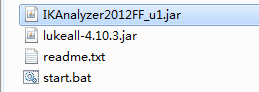 IKAnalyzer2012FF_u1.jar
lukeall-4.10.3.jar
readme.txt
start.bat